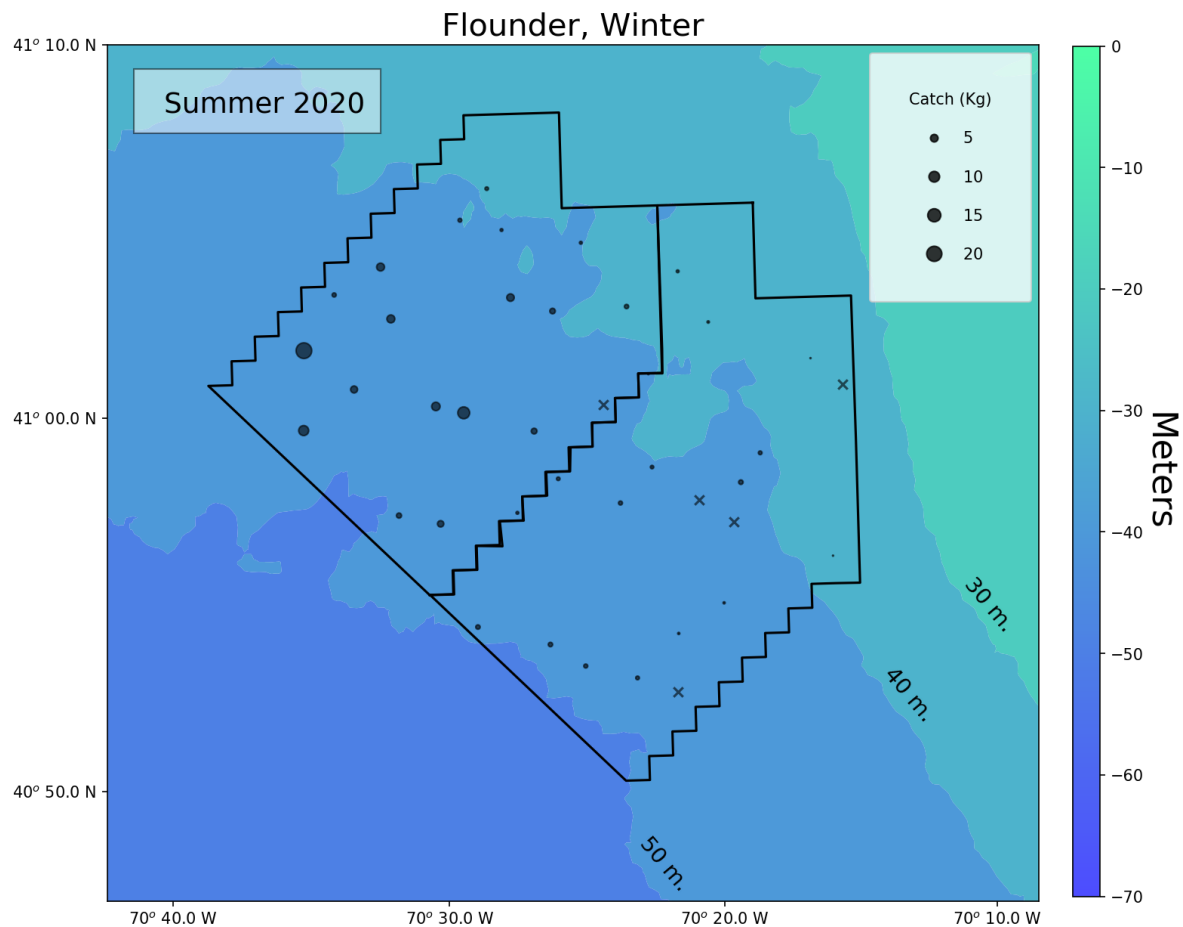 Flounder, Winter
41° 10.0 N
Summer 2020
Catch (Kg)
5
10
15
20
41° 00.0 N
30 m.
40 m.
40° 50.0 N
50 m.
70° 40.0 W
70° 30.0 W
70° 20.0 W
70° 10.0 W
0
−10
−20
−30
−40
−50
−60
−70
Meters